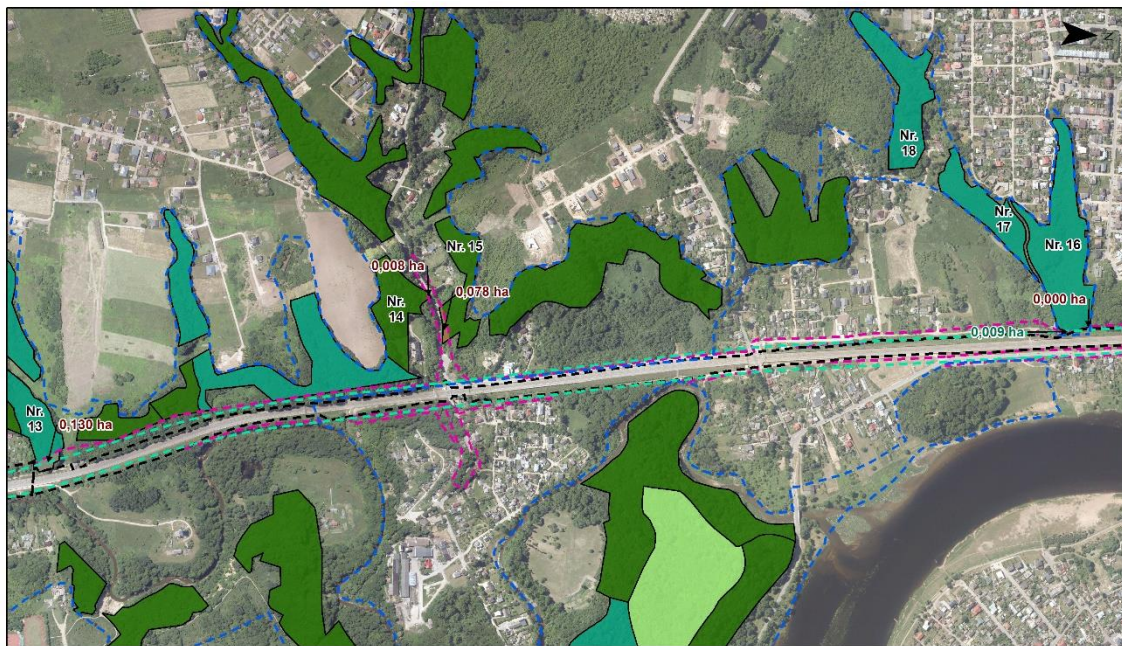 Z
Nr.
18
Nr.
17
Nr. 16
Nr. 15
0,008 ha
0,078 ha
Nr.
14
0,000 ha
0,009 ha
Nr.
13
0,130 ha